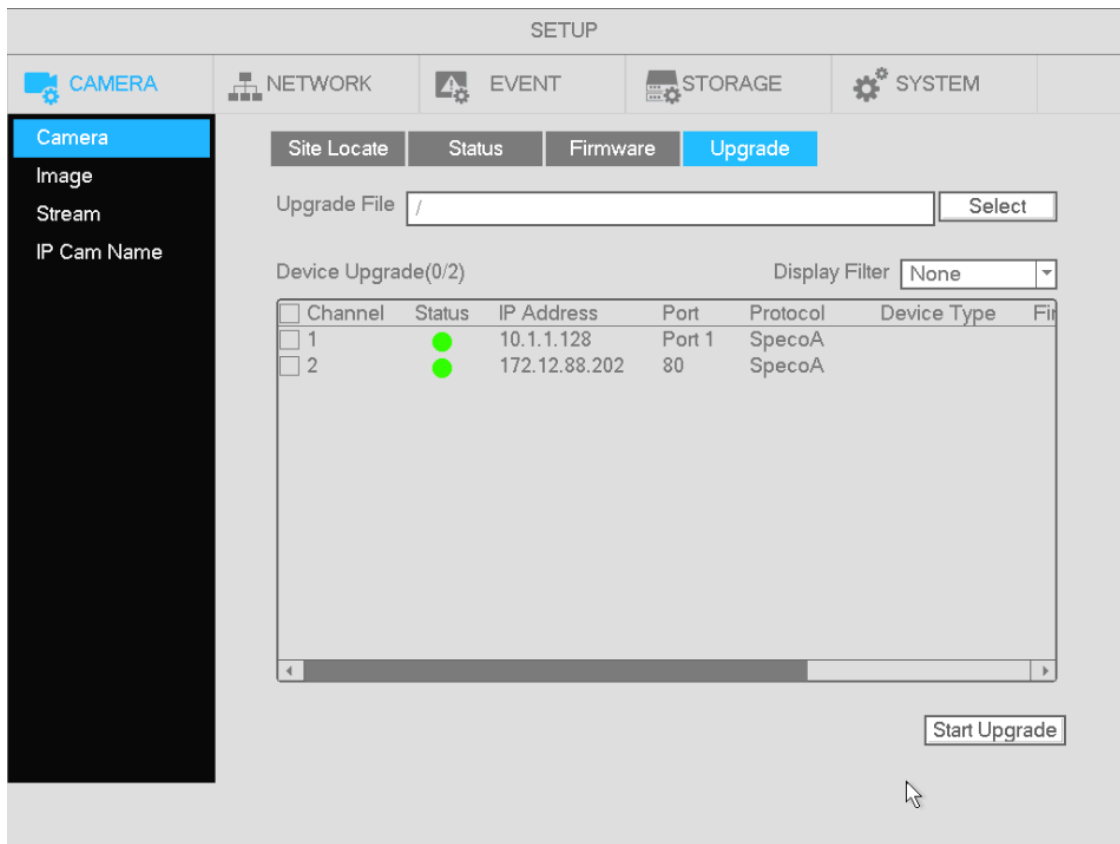 SETUP
CAMERA NETWORK EVENT STORAGE SYSTEM
Camera
Image
Stream
IP Cam Name
Site Locate Status Firmware Upgrade
Upgrade File / Select
Device Upgrade(0/2) Display Filter None
Channel Status IP Address Port Protocol Device Type Fir
1 10.1.1.128 Port 1 SpecoA
2 172.12.88.202 80 SpecoA
Start Upgrade